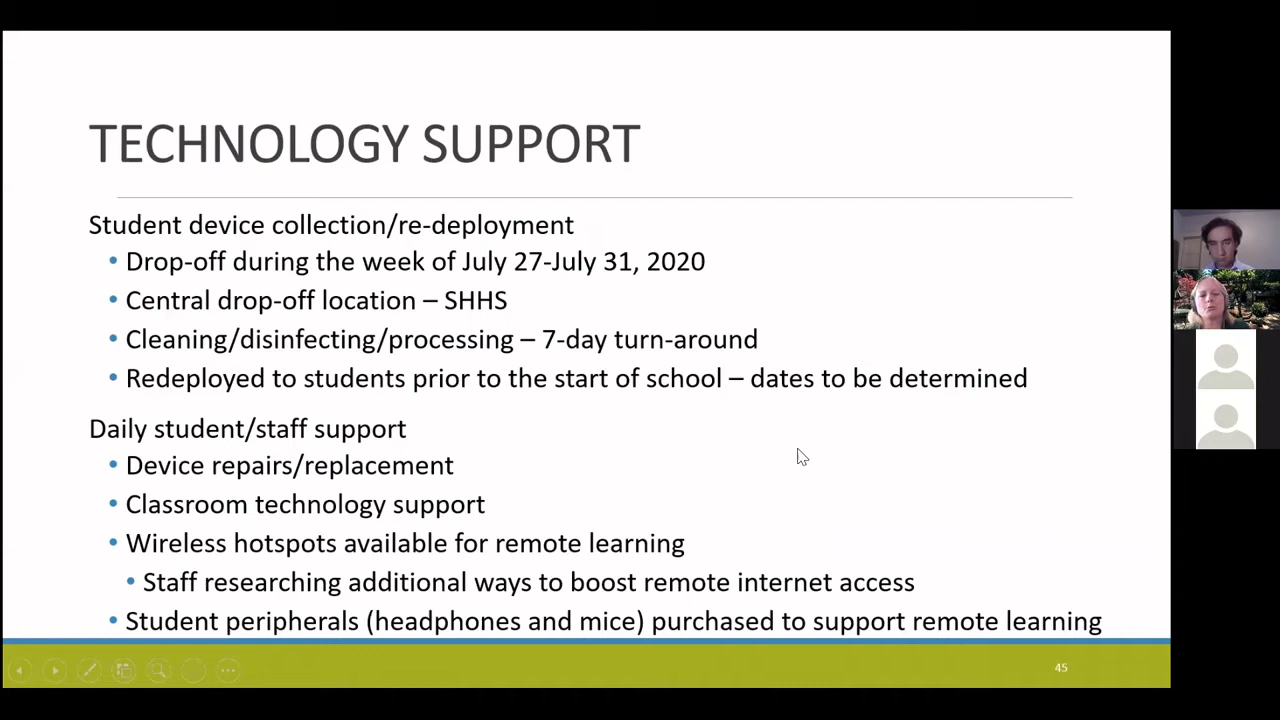 TECHNOLOGY SUPPORT
Student device collection/re-deployment
• Drop-off during the week of July 27-July 31, 2020
• Central drop-off location – SHHS
• Cleaning/disinfecting/processing – 7-day turn-around
• Redeployed to students prior to the start of school – dates to be determined
Daily student/staff support
• Device repairs/replacement
• Classroom technology support
• Wireless hotspots available for remote learning
• Staff researching additional ways to boost remote internet access
• Student peripherals (headphones and mice) purchased to support remote learning
45